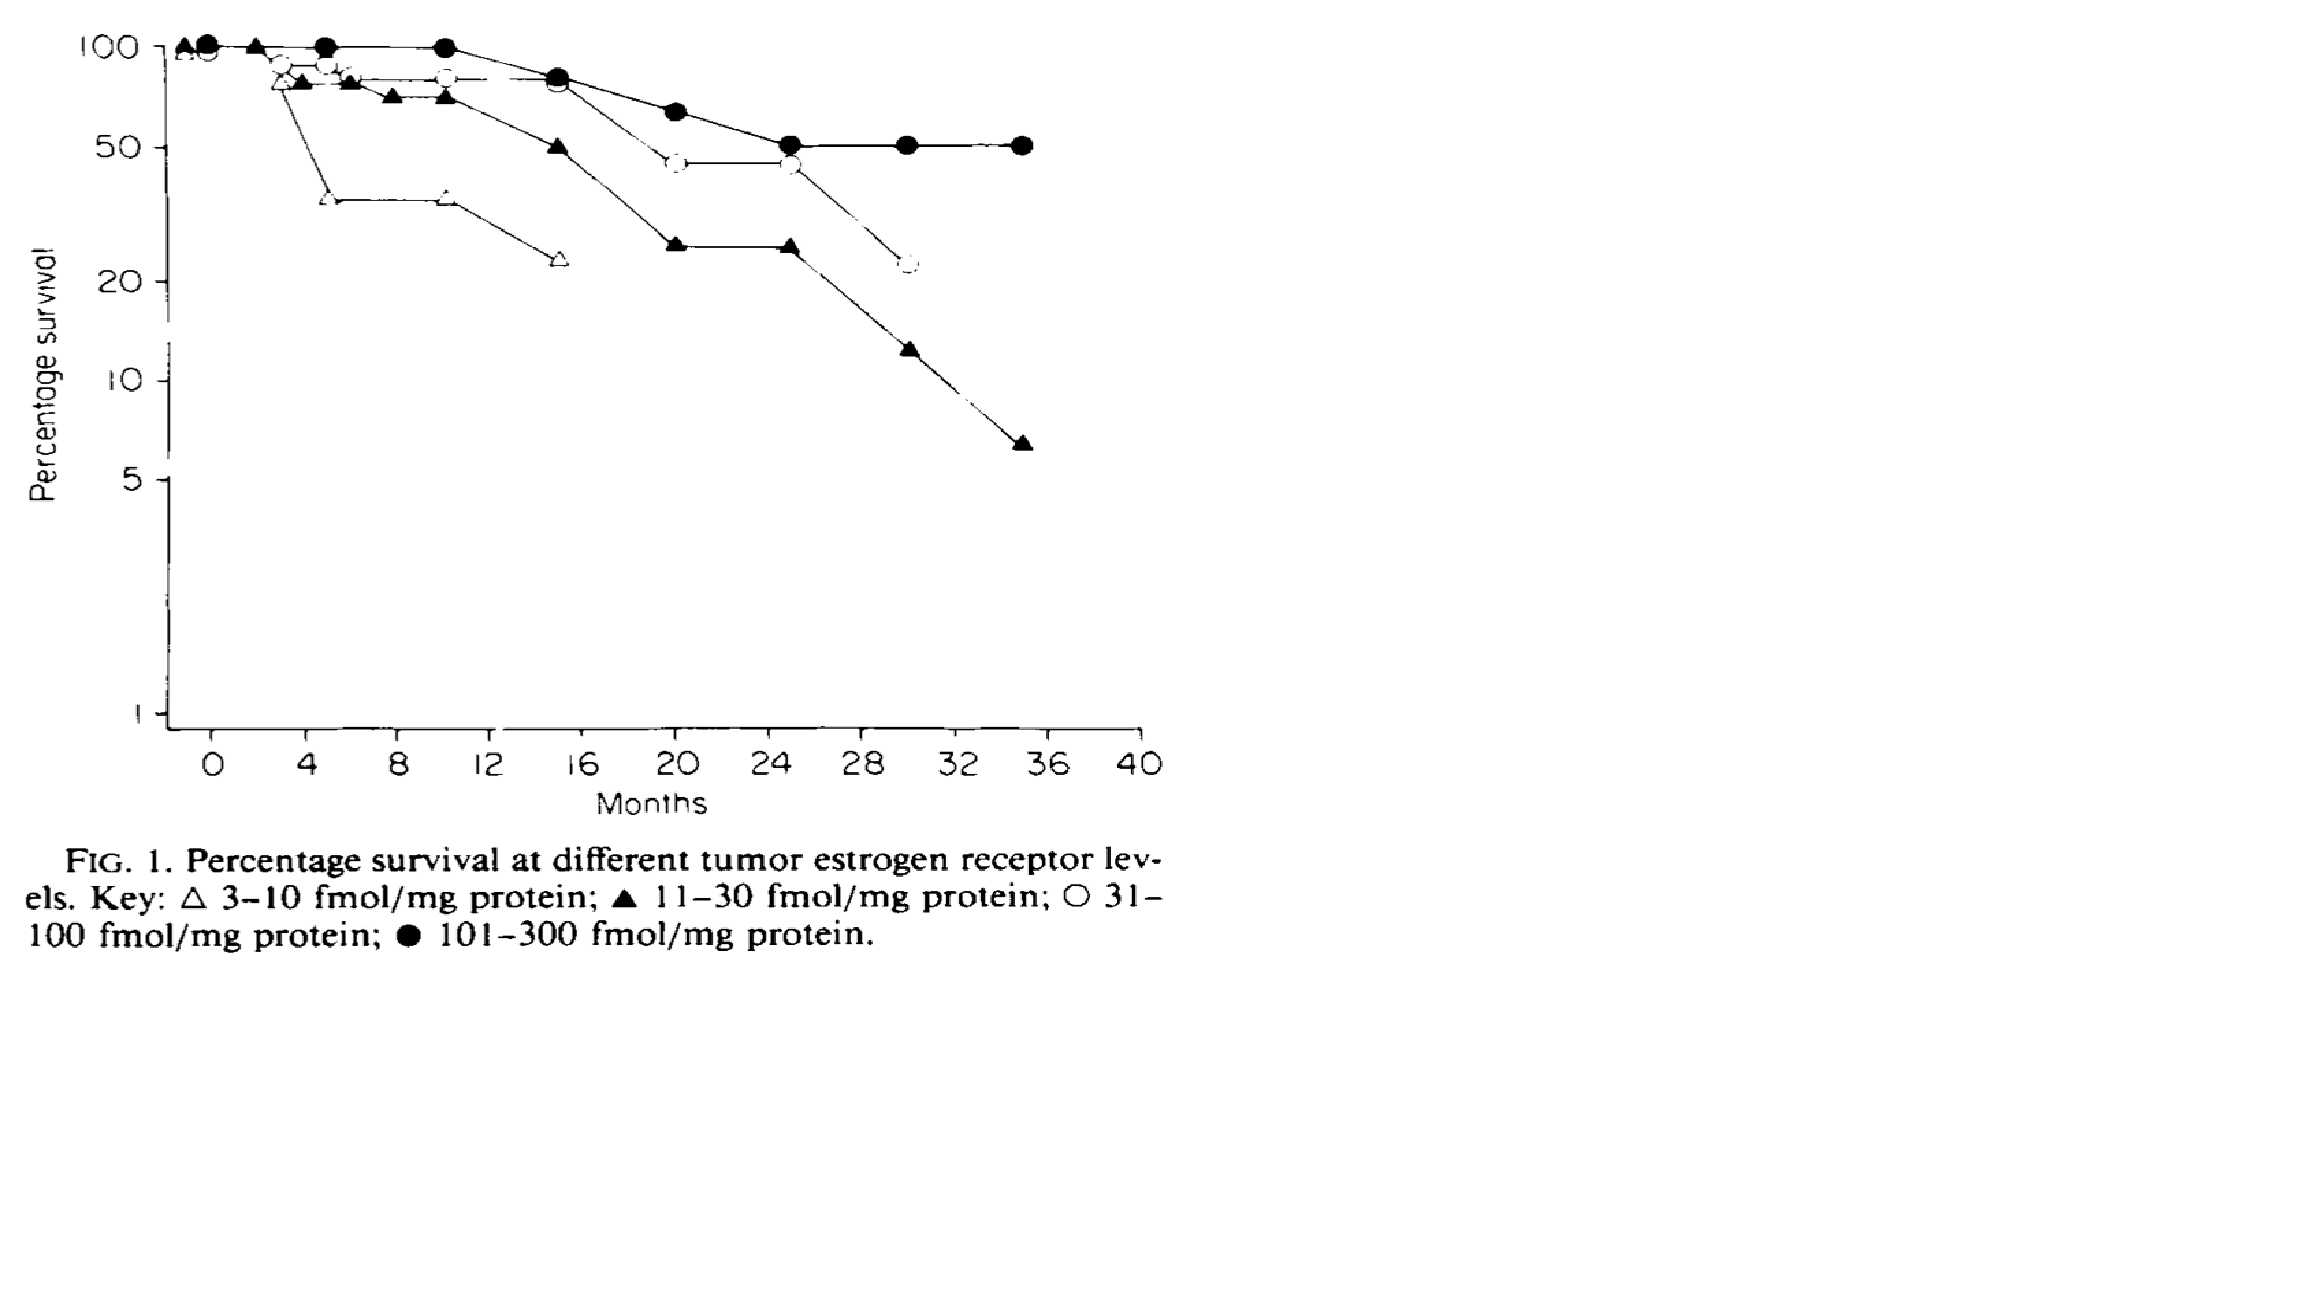 100
50
20
10
5
1
Percentage survival
0 4 8 12 16 20 24 28 32 36 40
Months
FIG. 1. Percentage survival at different tumor estrogen receptor lev-
els. Key: △ 3–10 fmol/mg protein; ▲ 11–30 fmol/mg protein; ○ 31–
100 fmol/mg protein; ● 101–300 fmol/mg protein.